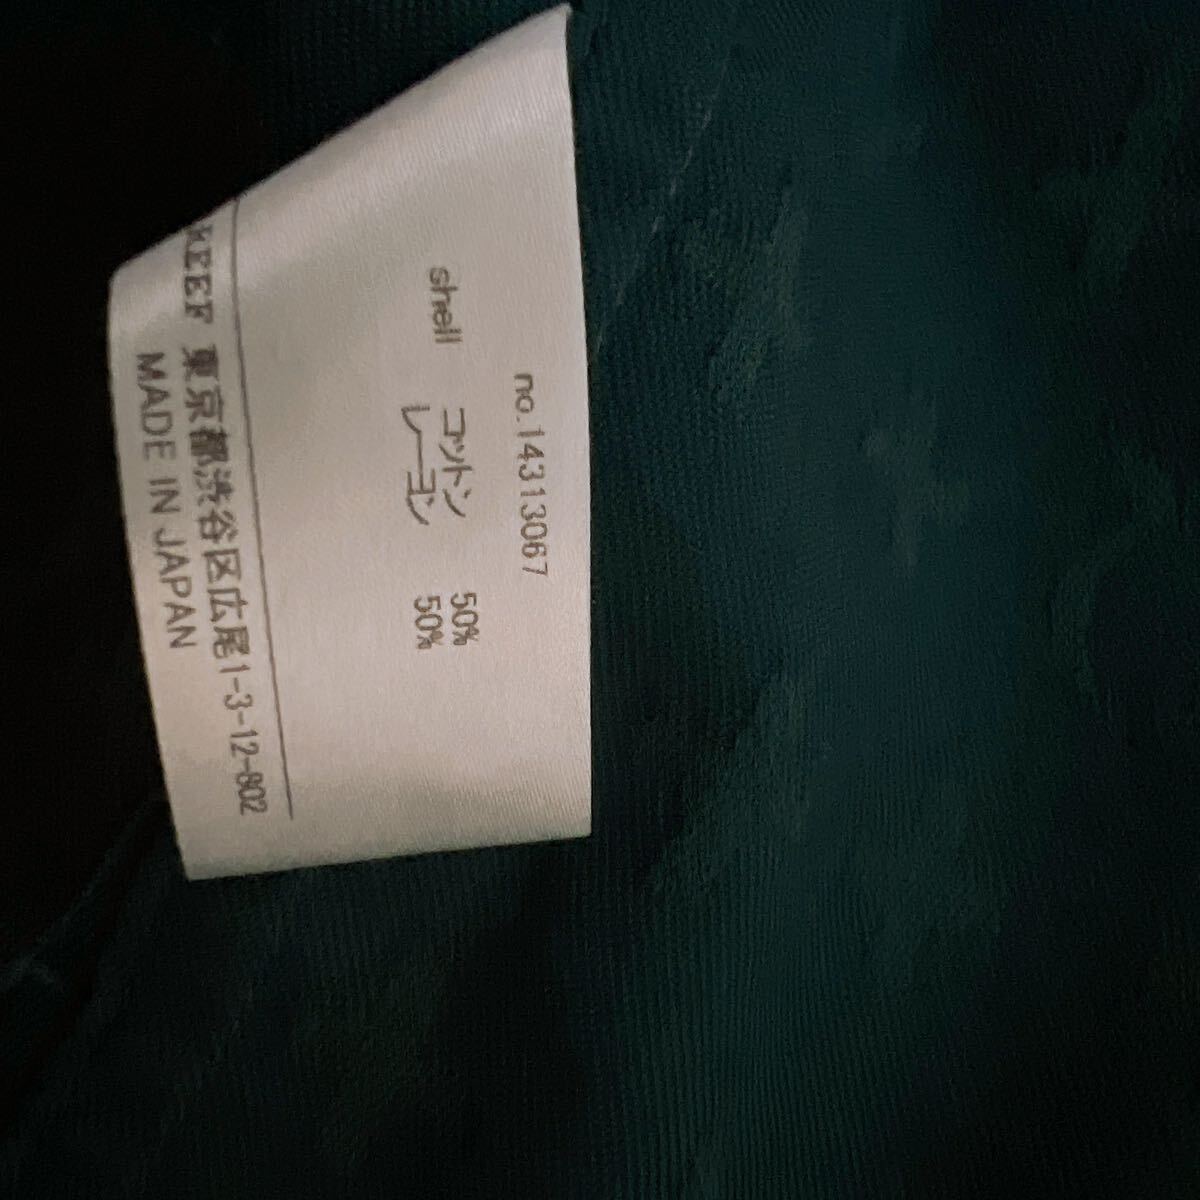 no.14313067
shell コットン 50%
レーヨン 50%
東京都渋谷区広尾1-3-12-802
MADE IN JAPAN